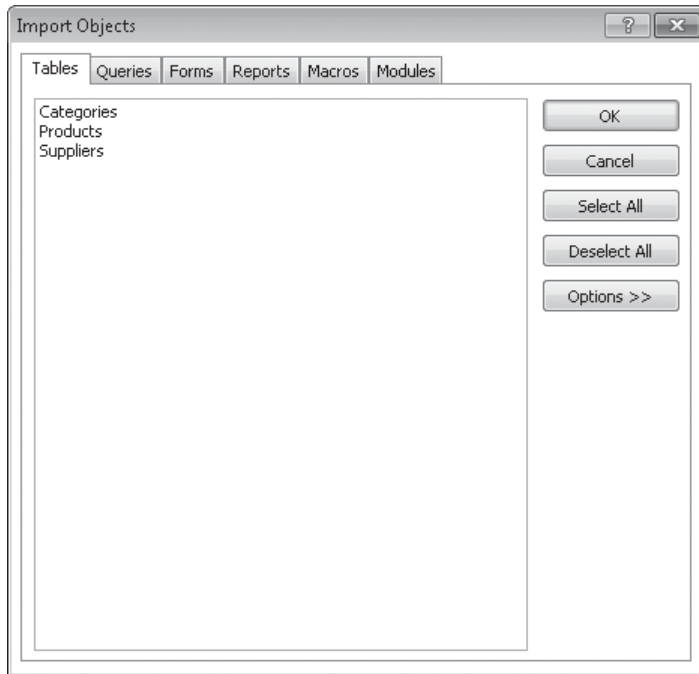 Import Objects
Tables Queries Forms Reports Macros Modules
Categories
Products
Suppliers
OK
Cancel
Select All
Deselect All
Options >>